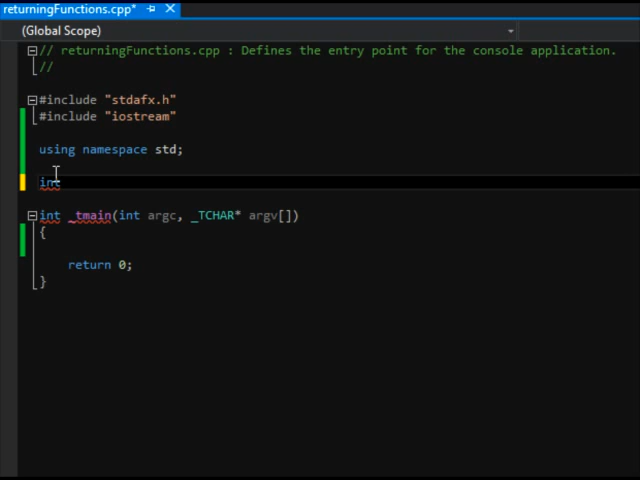 returningFunctions.cpp*
(Global Scope)
// returningFunctions.cpp : Defines the entry point for the console application.
//
#include "stdafx.h"
#include "iostream"
using namespace std;
int
int _tmain(int argc, _TCHAR* argv[])
{
return 0;
}